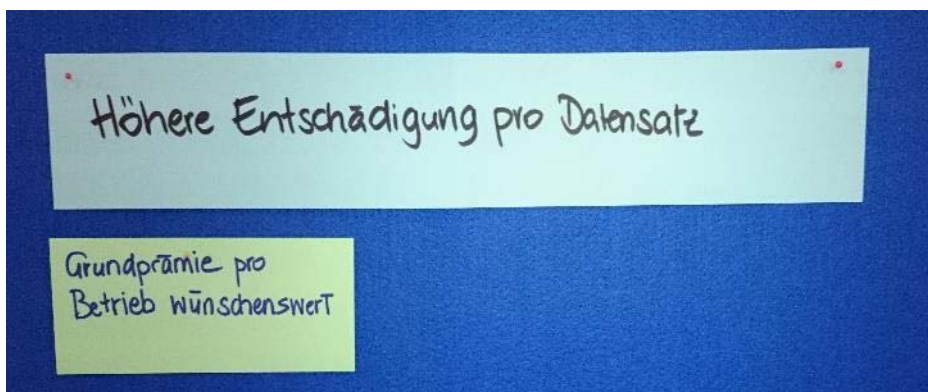 Höhere Entschädigung pro Datensatz
Grundprämie pro
Betrieb wünschenswert